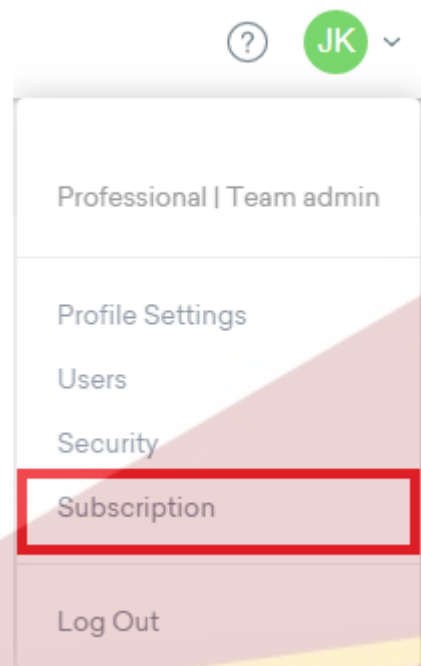 ? JK
Professional | Team admin
Profile Settings
Users
Security
Subscription
Log Out